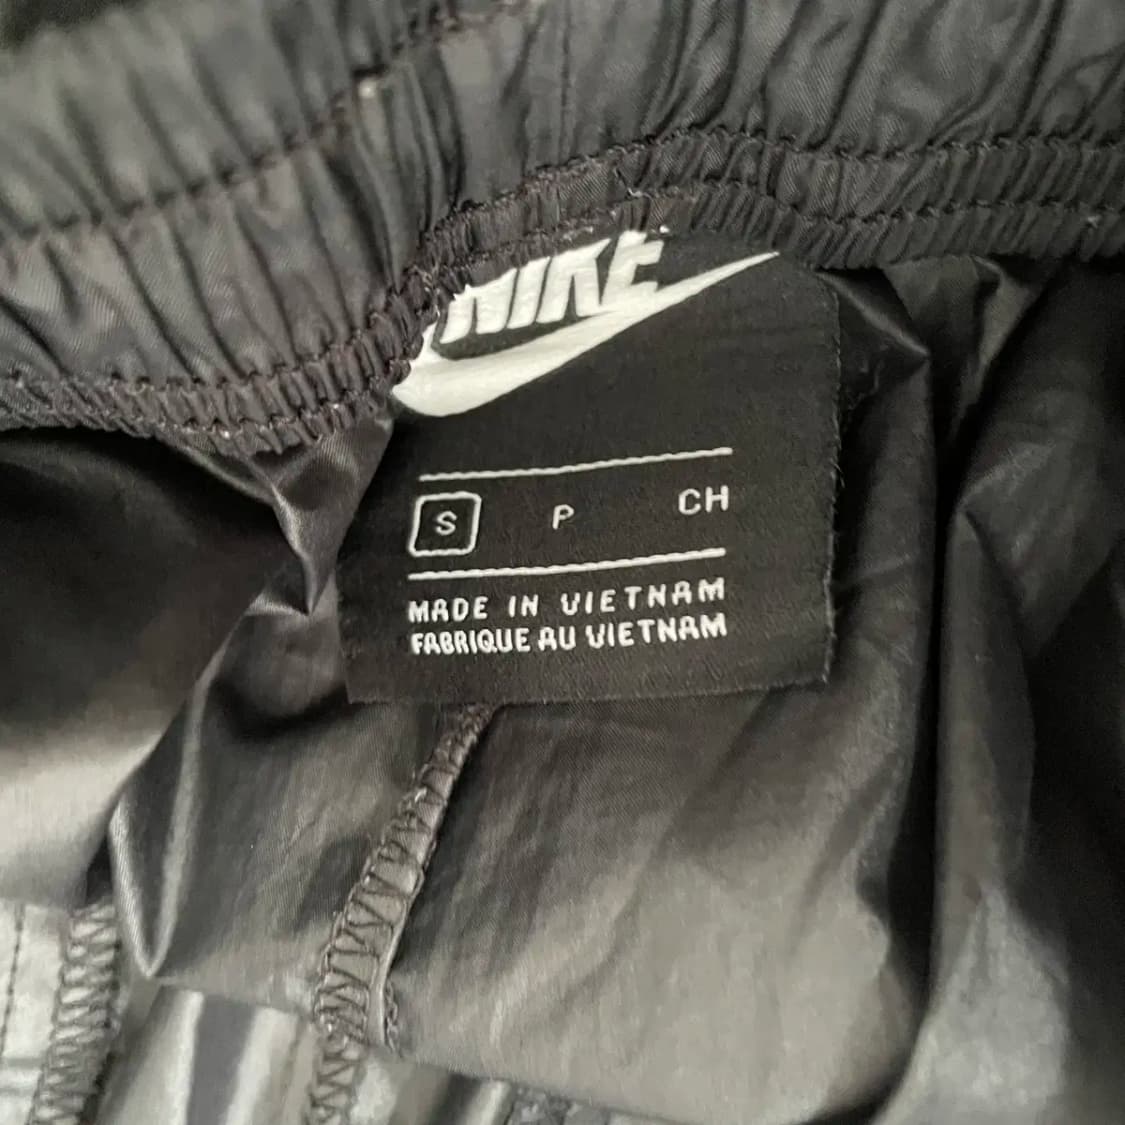 NIKE
S P CH
MADE IN VIETNAM
FABRIQUE AU VIETNAM